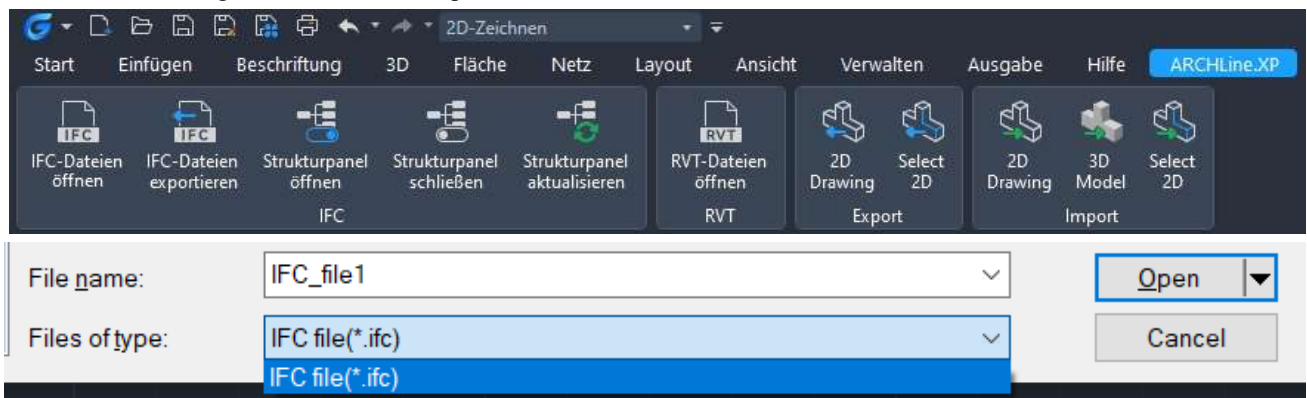 2D-Zeichnen
Start Einfügen Beschriftung 3D Fläche Netz Layout Ansicht Verwalten Ausgabe Hilfe ARCHLine.XP
IFC IFC RVT
IFC-Dateien IFC-Dateien Strukturpanel Strukturpanel Strukturpanel RVT-Dateien 2D Select 2D 3D Select
öffnen exportieren öffnen schließen aktualisieren öffnen Drawing 2D Drawing Model 2D
IFC RVT Export Import
File name: IFC_file1 Open
Files of type: IFC file(*.ifc) Cancel
IFC file(*.ifc)